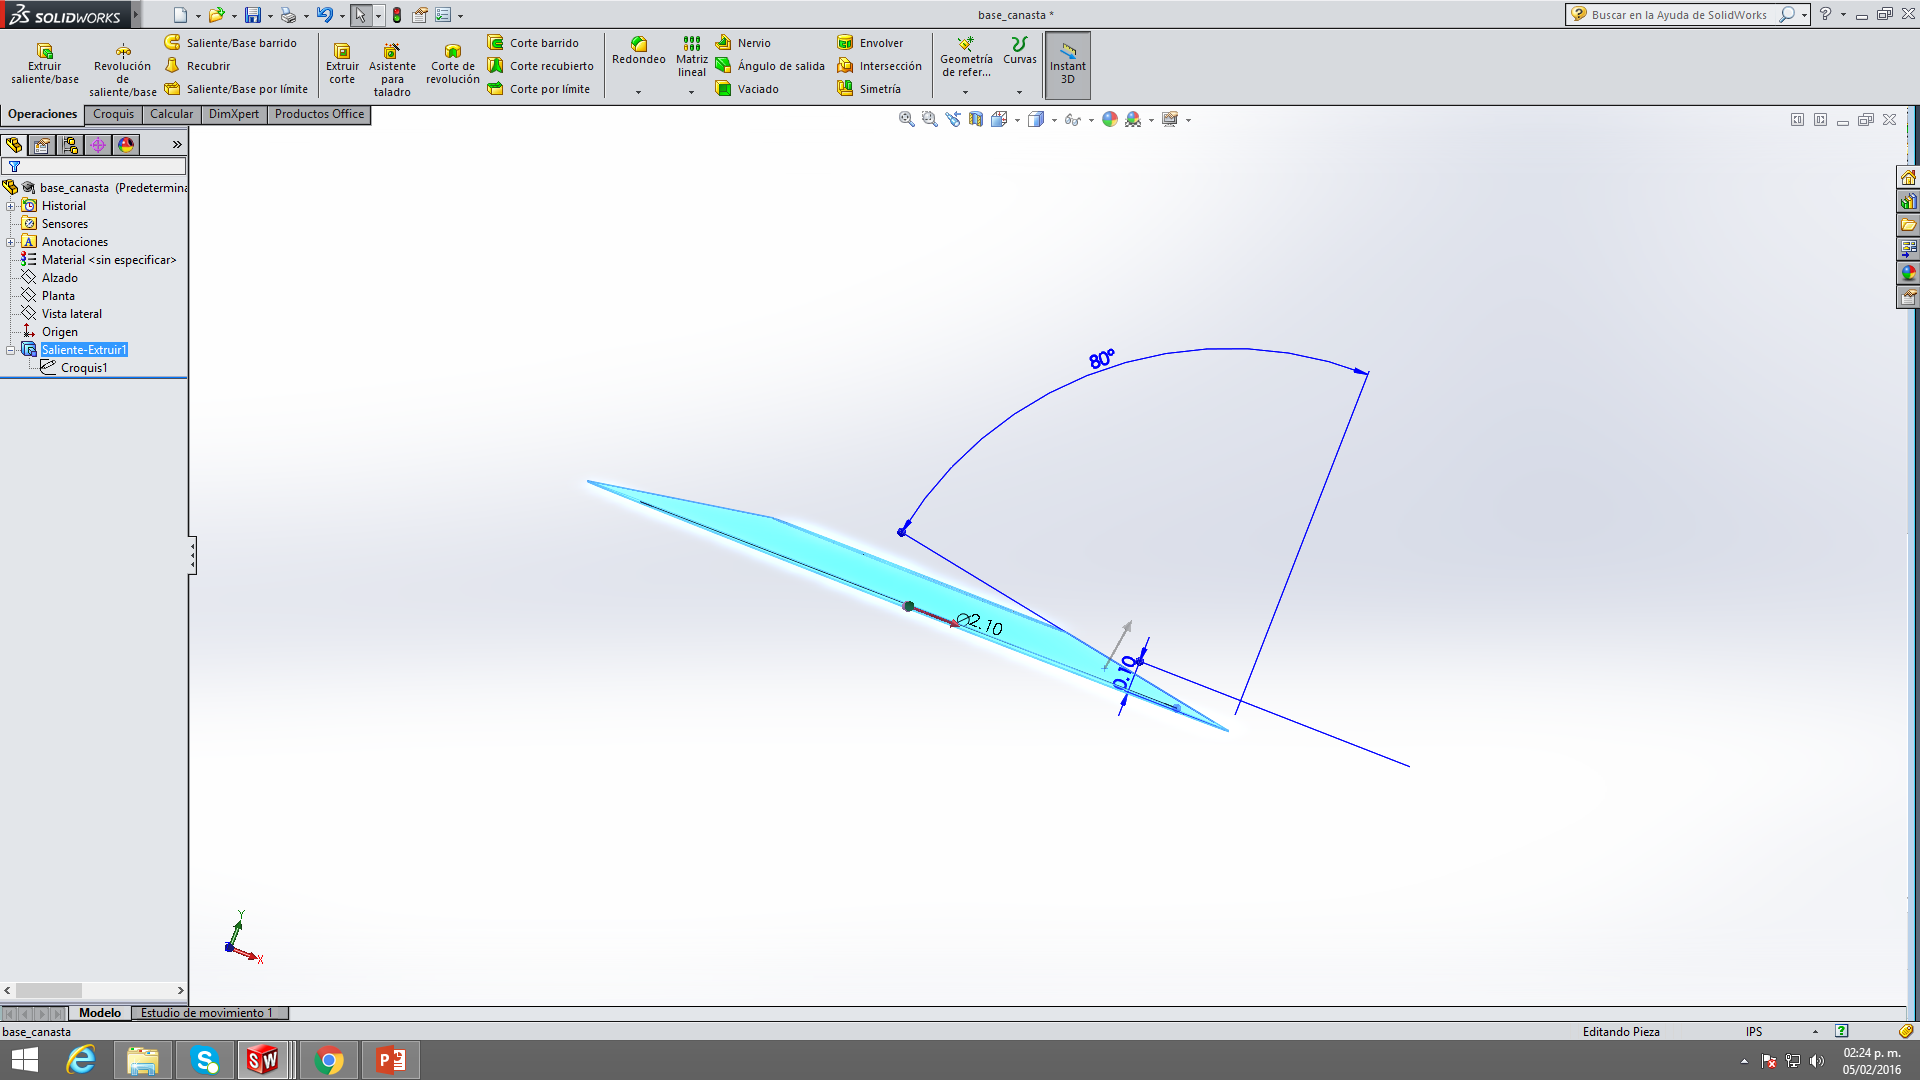 SOLIDWORKS
base_canasta *
Buscar en la Ayuda de SolidWorks
Extruir saliente/base
Revolución de saliente/base
Saliente/Base barrido
Recubrir
Saliente/Base por límite
Extruir corte
Asistente para taladro
Corte de revolución
Corte barrido
Corte recubierto
Corte por límite
Redondeo
Matriz lineal
Nervio
Ángulo de salida
Vaciado
Envolver
Intersección
Simetría
Geometría de refer...
Curvas
Instant 3D
Operaciones
Croquis
Calcular
DimXpert
Productos Office
base_canasta (Predetermina
Historial
Sensores
A
Anotaciones
Material <sin especificar>
Alzado
Planta
Vista lateral
Origen
Saliente-Extruir1
Croquis1
80°
∅2.10
0.10
Y
X
Modelo
Estudio de movimiento 1
base_canasta
Editando Pieza
IPS
02:24 p. m.
05/02/2016